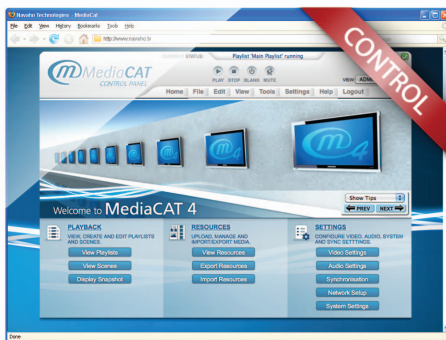 Navaho Technologies - MediaCat
File Edit View History Bookmarks Tools Help
http://www.navaho.tv
STATUS: Playlist 'Main Playlist' running
MediaCAT
CONTROL PANEL
PLAY STOP BLANK MUTE
VIEW
Home File Edit View Tools Settings Help Logout
CONTROL
m4
Welcome to MediaCAT 4
Show Tips
PREV NEXT
PLAYBACK
VIEW, CREATE AND EDIT PLAYLISTS
AND SCENES.
View Playlists
View Scenes
Display Snapshot
RESOURCES
UPLOAD, MANAGE AND
IMPORT/EXPORT MEDIA.
View Resources
Export Resources
Import Resources
SETTINGS
CONFIGURE VIDEO, AUDIO, SYSTEM
AND SYNC SETTTINGS.
Video Settings
Audio Settings
Synchronisation
Network Setup
System Settings
Done